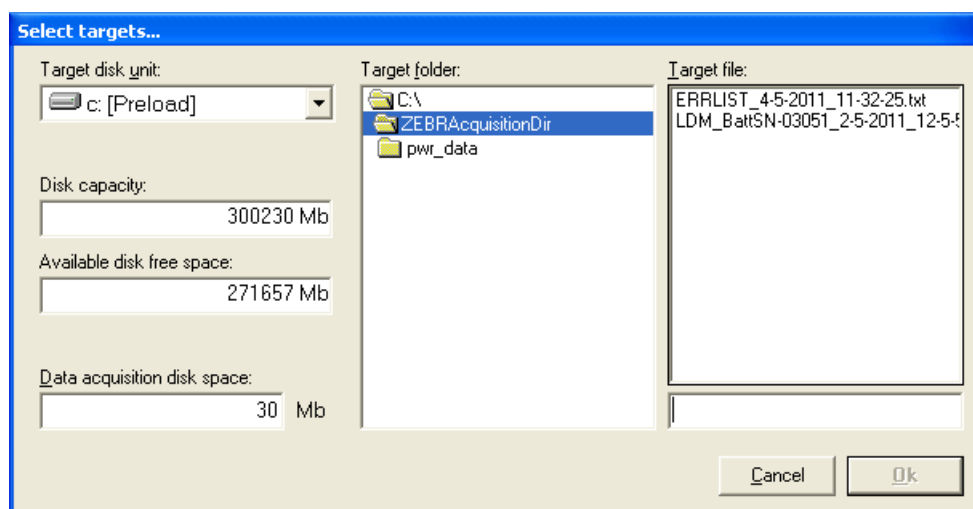 Select targets...
Target disk unit:
c: [Preload]
Disk capacity:
300230 Mb
Available disk free space:
271657 Mb
Data acquisition disk space:
30 Mb
Target folder:
C:\
ZEBRAcquisitionDir
pwr_data
Target file:
ERRLIST_4-5-2011_11-32-25.txt
LDM_BattSN-03051_2-5-2011_12-5-5
Cancel
Ok